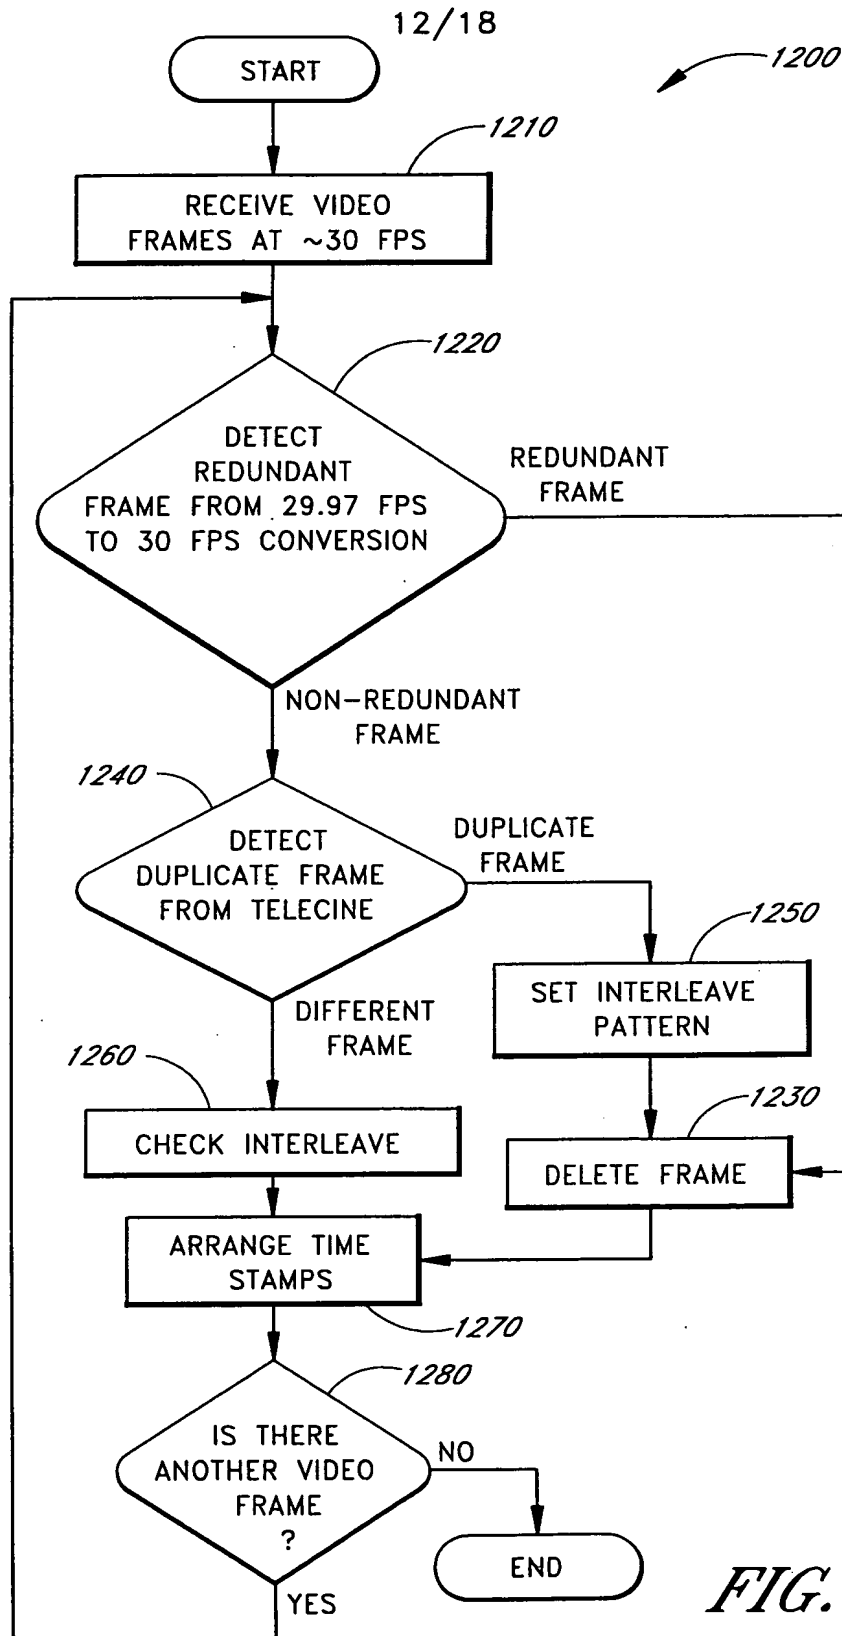 12/18
START
1200
1210
RECEIVE VIDEO
FRAMES AT ~30 FPS
1220
DETECT
REDUNDANT
FRAME FROM 29.97 FPS
TO 30 FPS CONVERSION
REDUNDANT
FRAME
NON-REDUNDANT
FRAME
1240
DETECT
DUPLICATE FRAME
FROM TELECINE
DUPLICATE
FRAME
1250
SET INTERLEAVE
PATTERN
DIFFERENT
FRAME
1260
CHECK INTERLEAVE
1230
DELETE FRAME
ARRANGE TIME
STAMPS
1270
1280
IS THERE
ANOTHER VIDEO
FRAME
?
NO
END
YES
FIG.